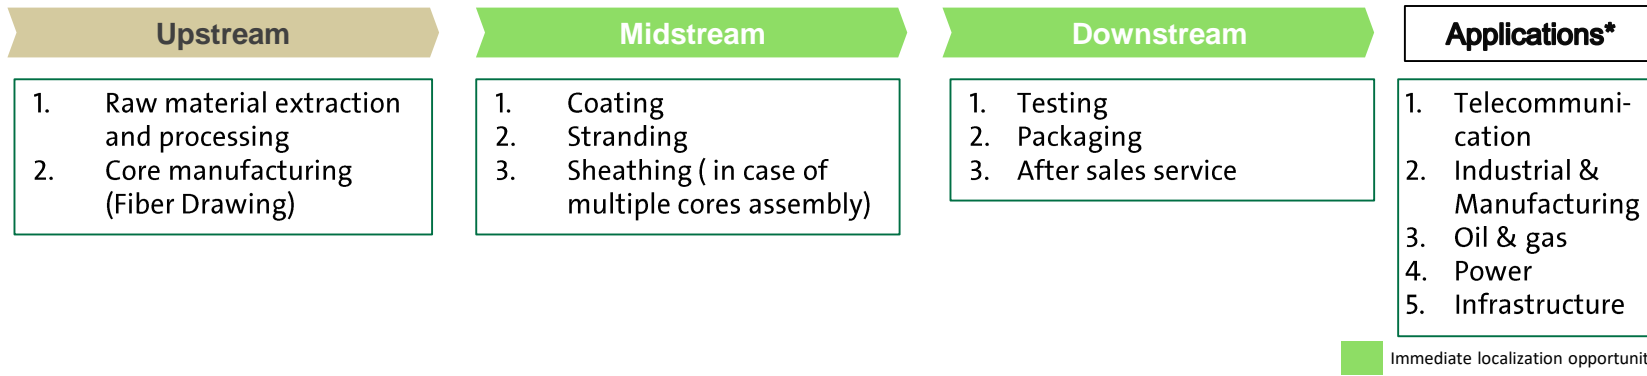 Upstream
Midstream
Downstream
Applications*
1. Raw material extraction
and processing
2. Core manufacturing
(Fiber Drawing)
1. Coating
2. Stranding
3. Sheathing ( in case of
multiple cores assembly)
1. Testing
2. Packaging
3. After sales service
1. Telecommuni-
cation
2. Industrial &
Manufacturing
3. Oil & gas
4. Power
5. Infrastructure
Immediate localization opportunit